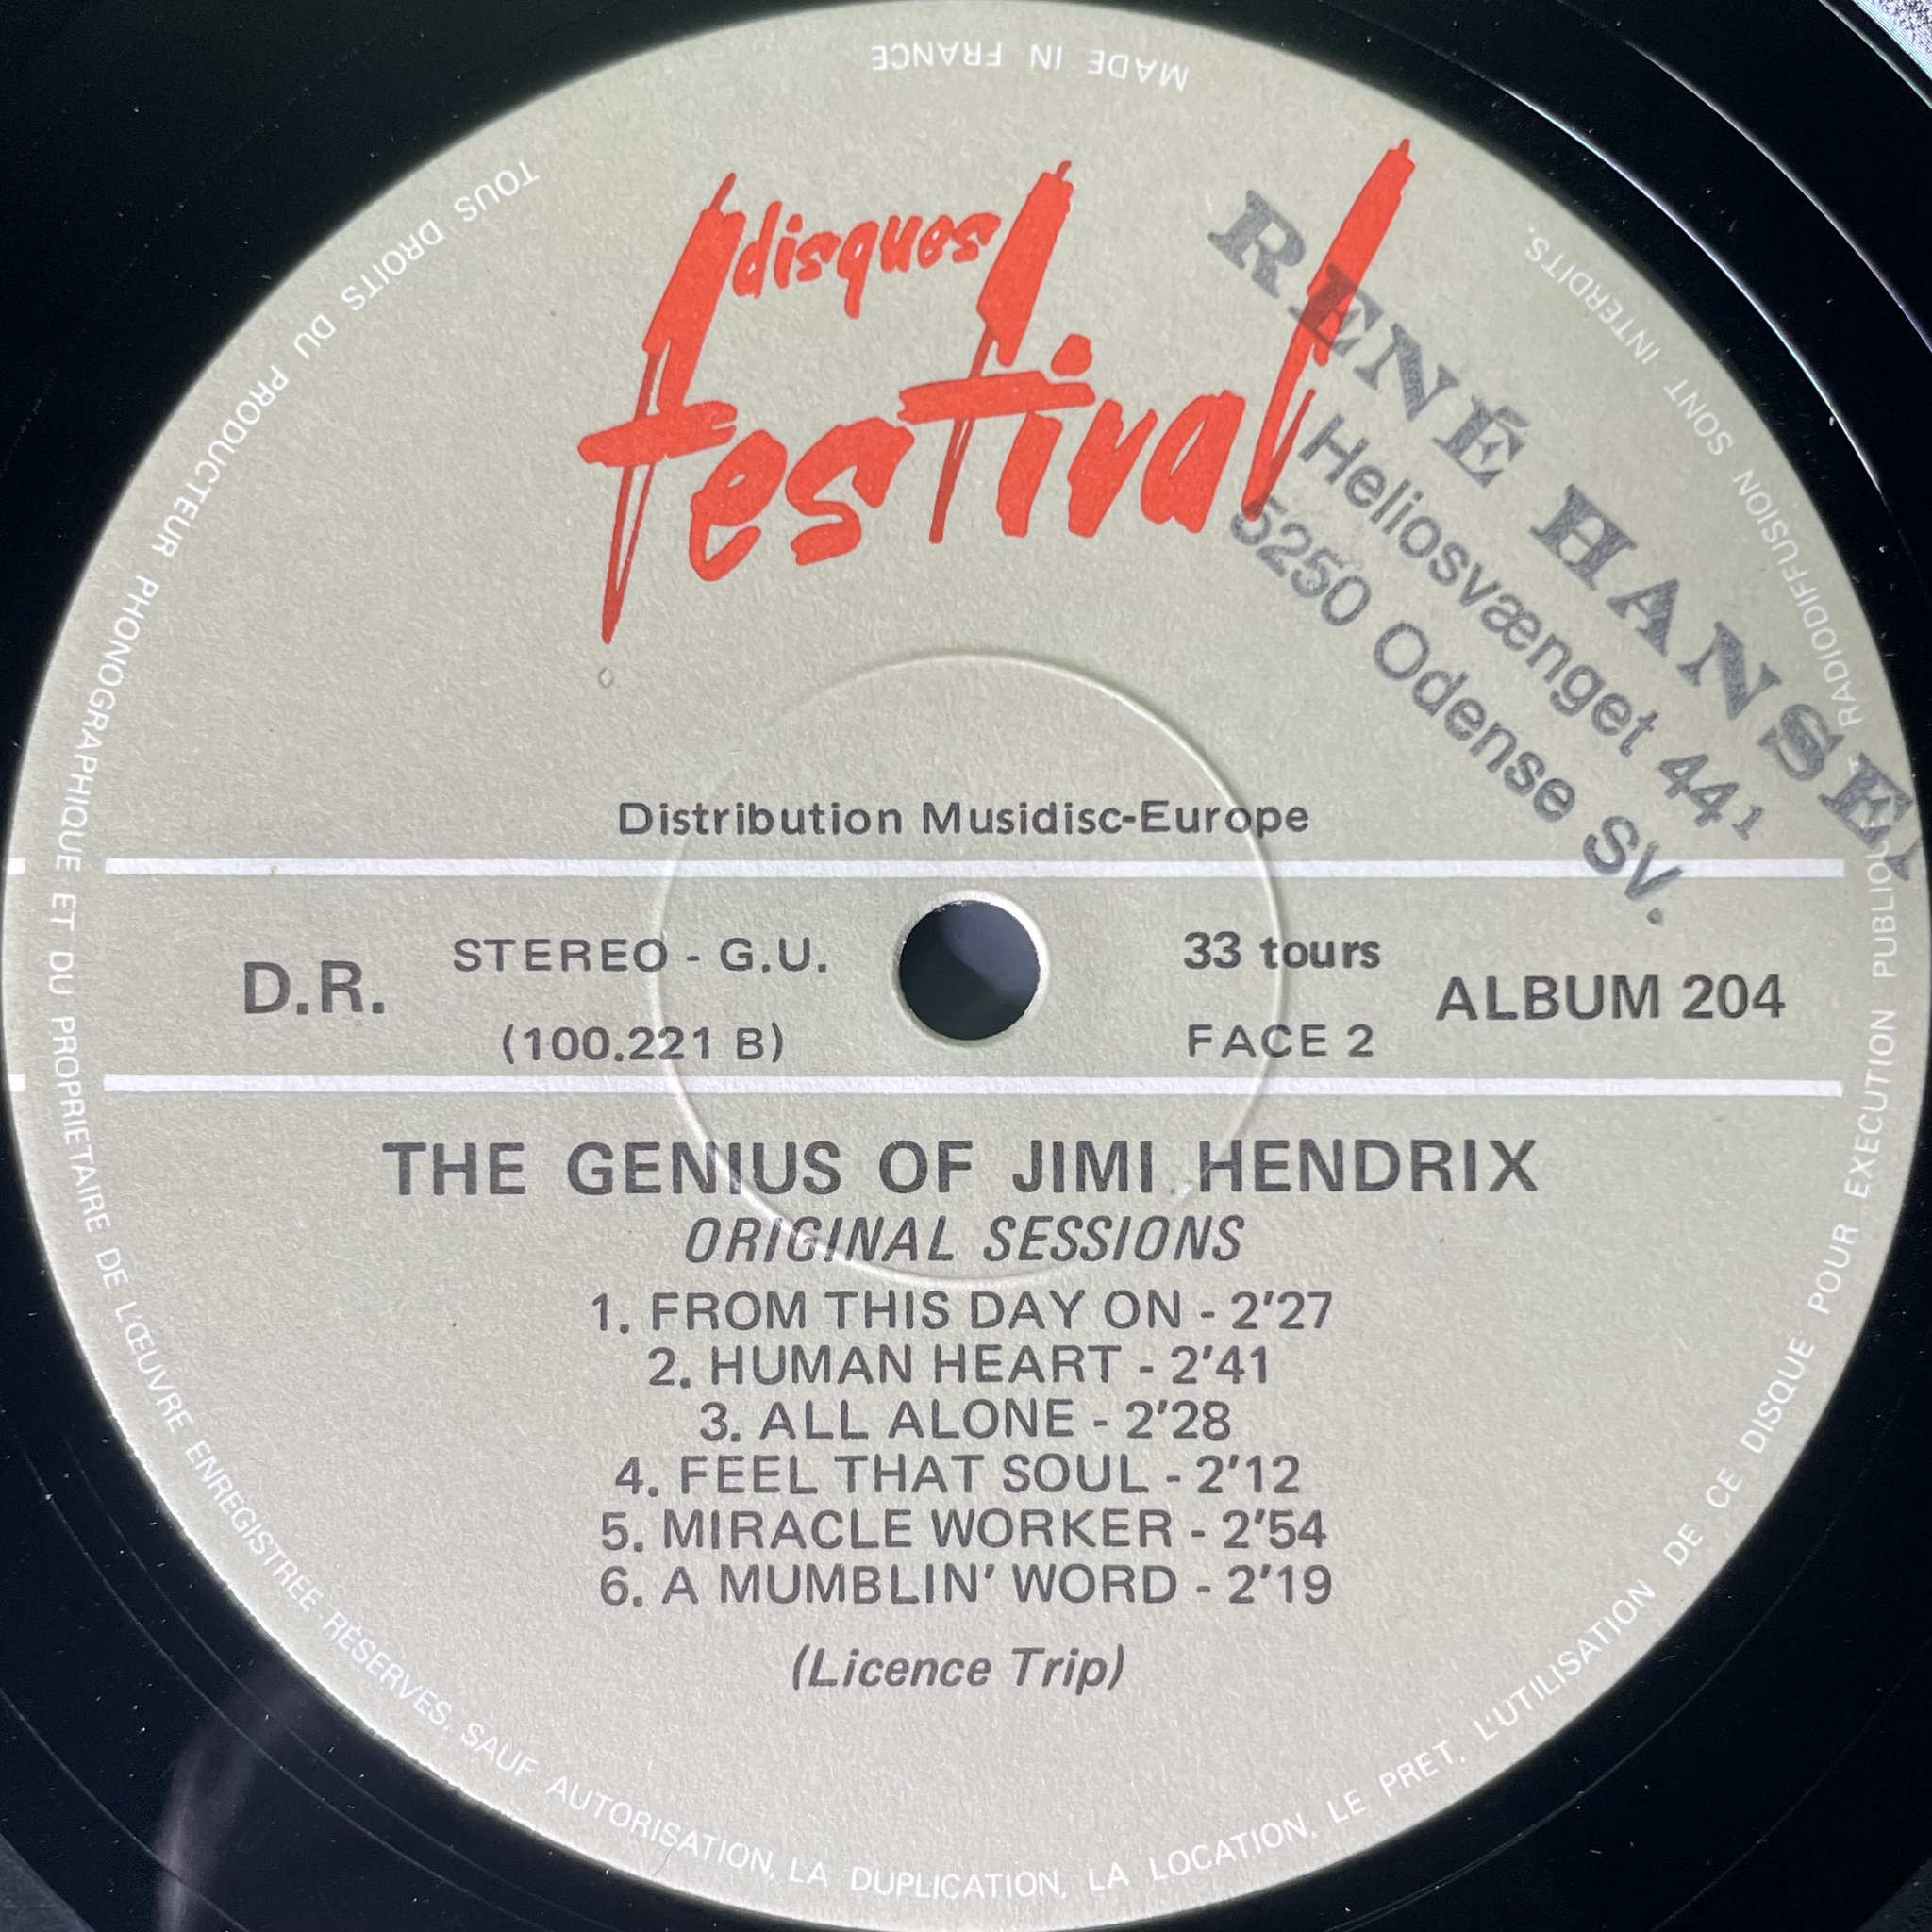 MADE IN FRANCE
disques
festival
RENÉ HANSE
Heliosvænget 441
5250 Odense SV.
Distribution Musidisc-Europe
D.R.
STEREO - G.U.
(100.221 B)
33 tours
FACE 2
ALBUM 204
THE GENIUS OF JIMI HENDRIX
ORIGINAL SESSIONS
1. FROM THIS DAY ON - 2'27
2. HUMAN HEART - 2'41
3. ALL ALONE - 2'28
4. FEEL THAT SOUL - 2'12
5. MIRACLE WORKER - 2'54
6. A MUMBLIN' WORD - 2'19
(Licence Trip)
TOUS DROITS DU PRODUCTEUR PHONOGRAPHIQUE ET DU PROPRIETAIRE DE L'ŒUVRE ENREGISTREE RÉSERVES. SAUF AUTORISATION, LA DUPLICATION, LA LOCATION, LE PRET, L'UTILISATION DE CE DISQUE POUR EXECUTION PUBLIQUE RADIODIFFUSION SONT INTERDITS.